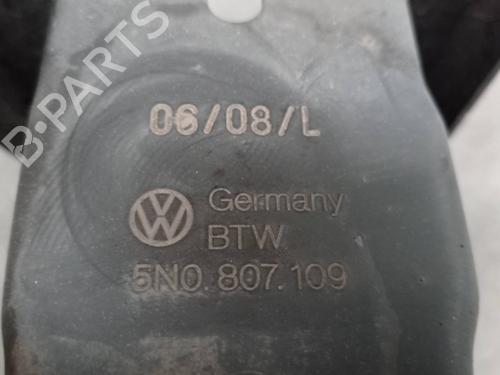 06/08/L
Germany
BTW
5N0.807.109
B-PARTS